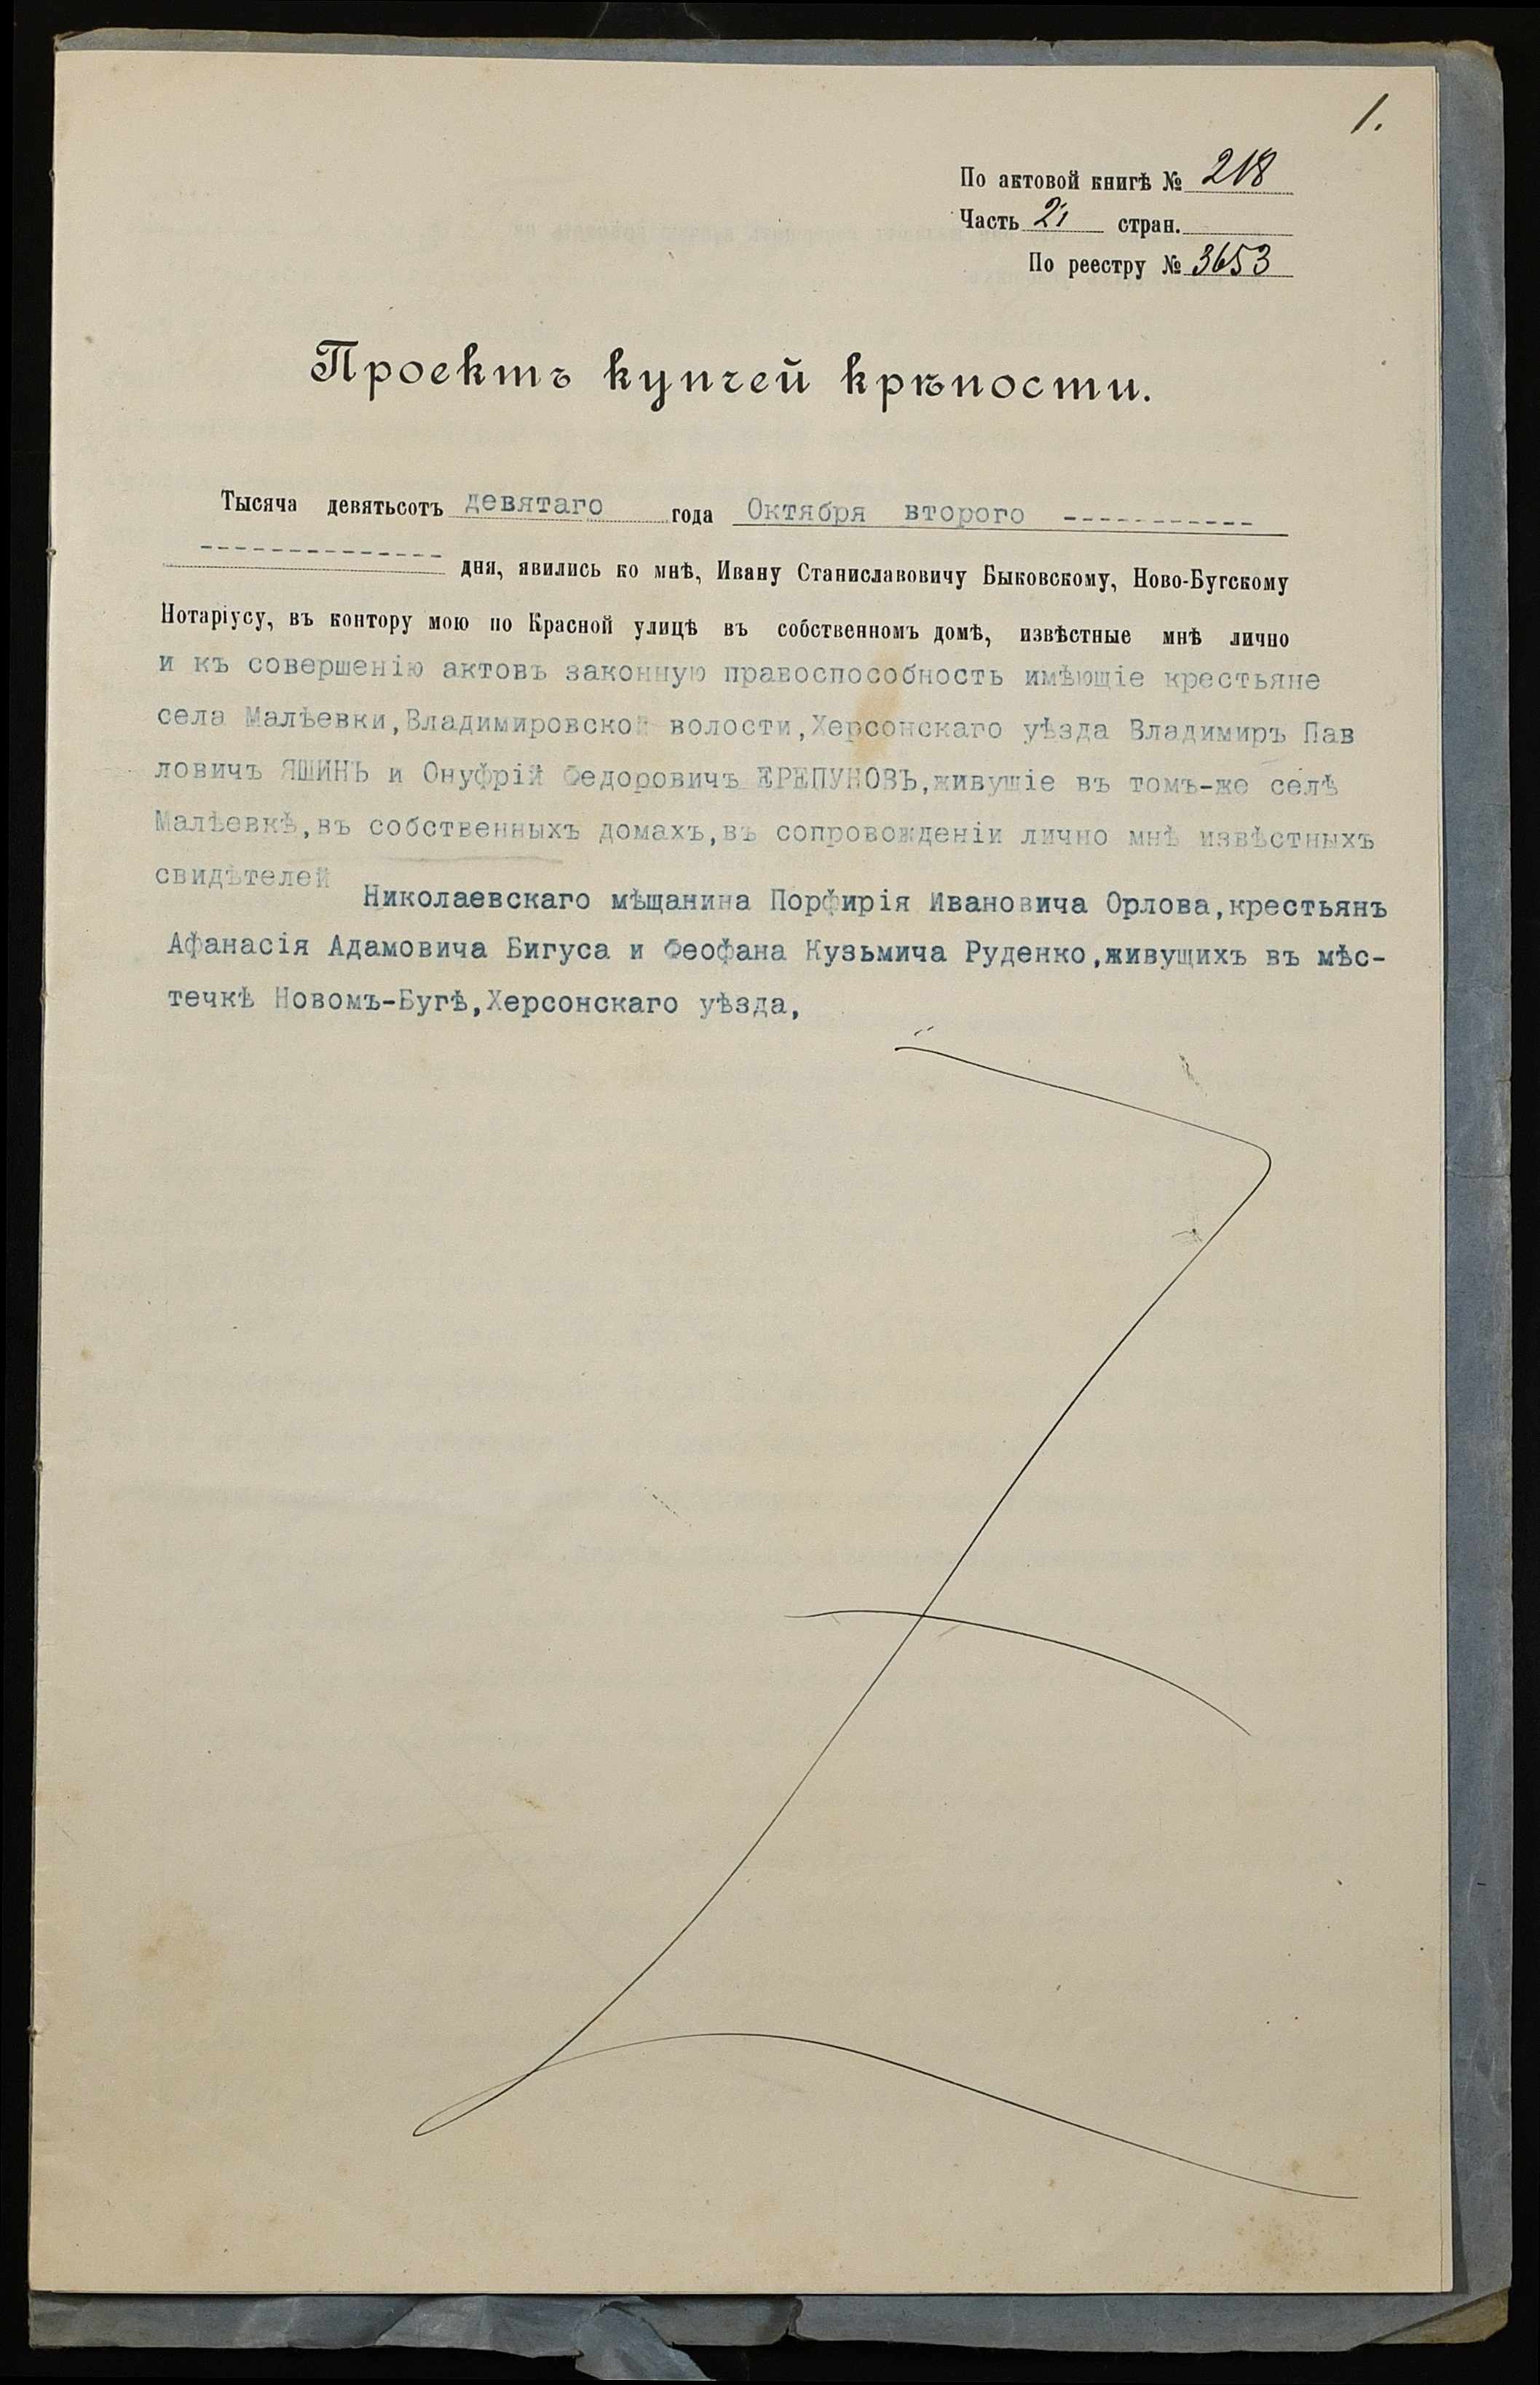 1.
По актовой книгѣ № 218
Часть 2я стран.
По реестру № 3653
Проектъ купчей крѣпости.
Тысяча девятьсотъ девятаго года Октября второго -----------
-------------- дня, явились ко мнѣ, Ивану Станиславовичу Быковскому, Ново-Бугскому
Нотаріусу, въ контору мою по Красной улицѣ въ собственномъ домѣ, извѣстные мнѣ лично
и къ совершенію актовъ законную правоспособность имѣющіе крестьяне
села Малѣевки,Владимировской волости,Херсонскаго уѣзда Владимиръ Пав
ловичъ ЯШИНЪ и Онуфрій Федоровичъ ЕРЕПУНОВЪ,живущіе въ томъ-же селѣ
Малѣевкѣ,въ собственныхъ домахъ,въ сопровожденіи лично мнѣ извѣстныхъ
свидѣтелей Николаевскаго мѣщанина Порфирія Ивановича Орлова,крестьянъ
Афанасія Адамовича Бигуса и Феофана Кузьмича Руденко,живущихъ въ мѣс-
течкѣ Новомъ-Бугѣ,Херсонскаго уѣзда,